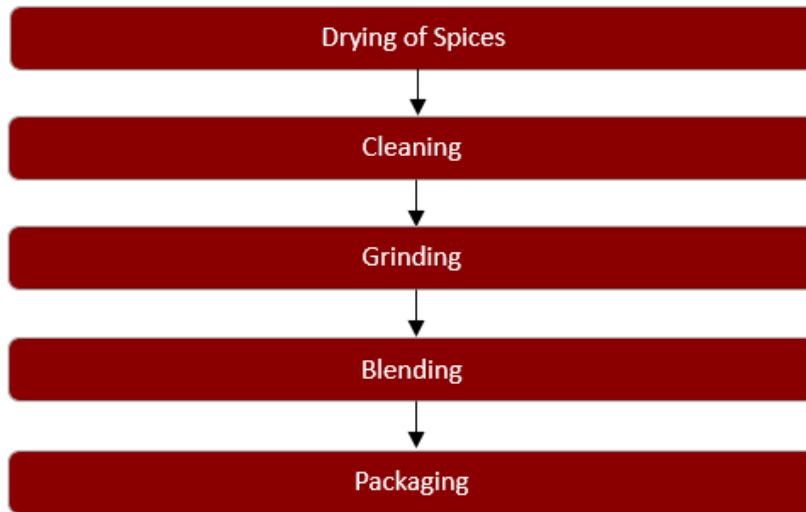 Drying of Spices
Cleaning
Grinding
Blending
Packaging